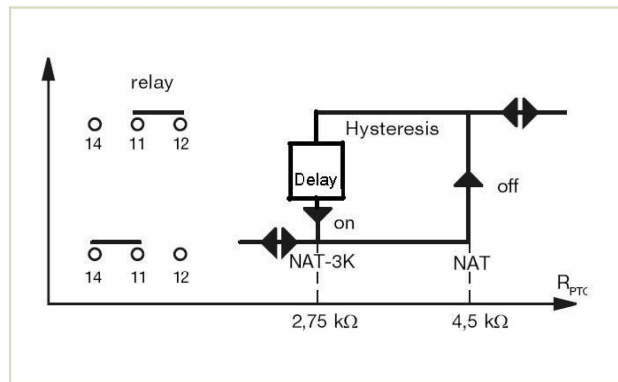 relay
14 11 12
Hysteresis
Delay
off
on
14 11 12
NAT-3K NAT
R PTC
2,75 kΩ 4,5 kΩ